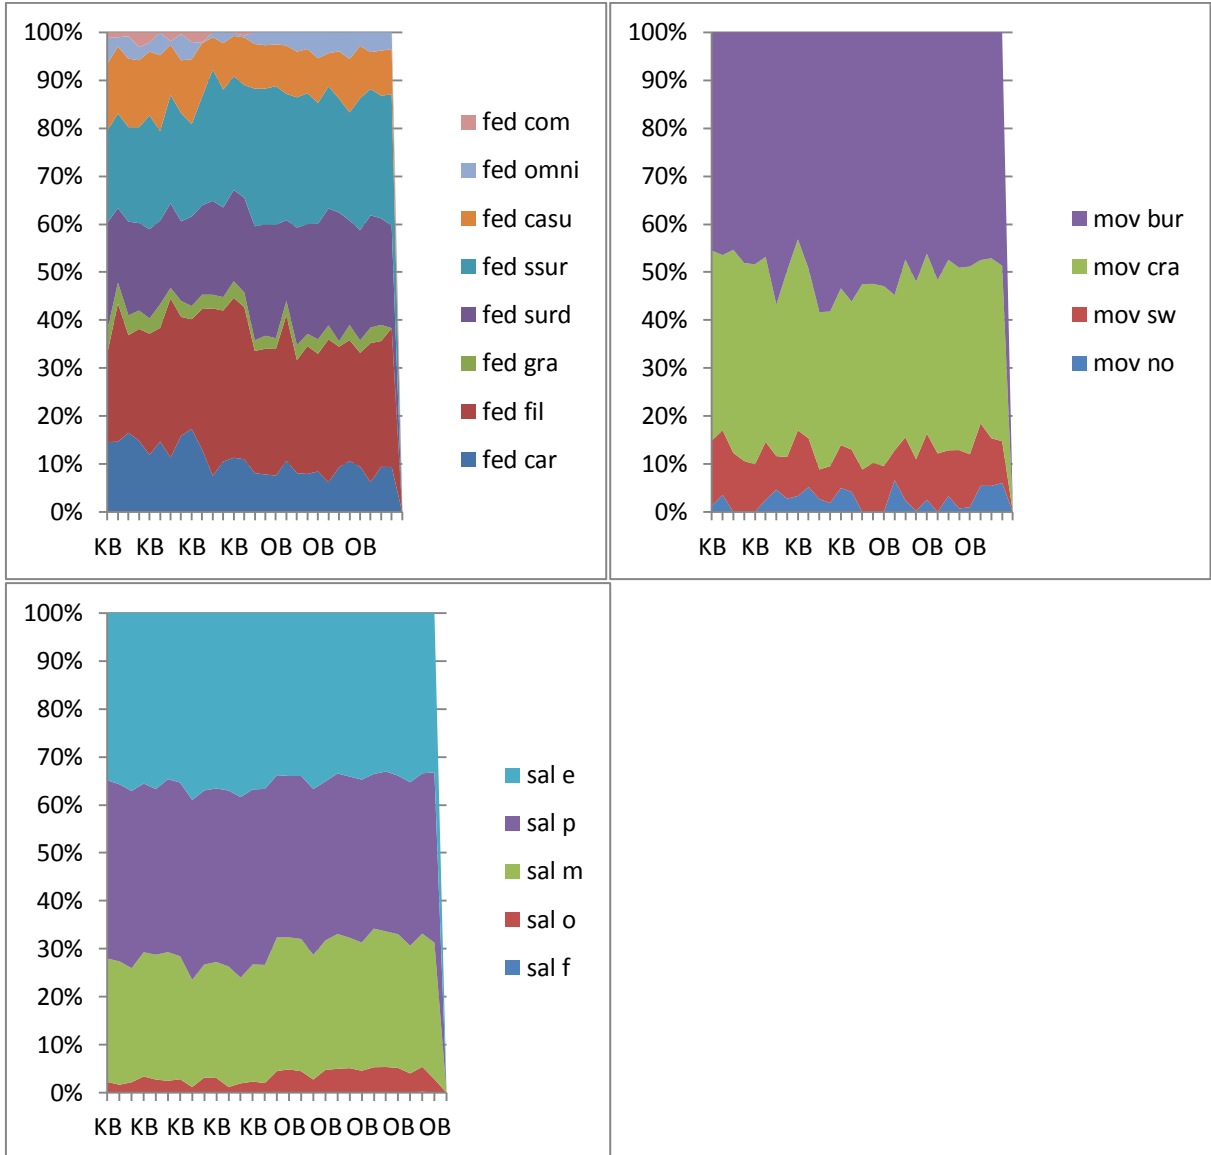 100%
90%
80%
70%
60%
50%
40%
30%
20%
10%
0%
KB KB KB KB OB OB OB
fed com
fed omni
fed casu
fed ssur
fed surd
fed gra
fed fil
fed car
100%
90%
80%
70%
60%
50%
40%
30%
20%
10%
0%
KB KB KB KB OB OB OB
mov bur
mov cra
mov sw
mov no
100%
90%
80%
70%
60%
50%
40%
30%
20%
10%
0%
KB KB KB KB KB OB OB OB OB OB
sal e
sal p
sal m
sal o
sal f